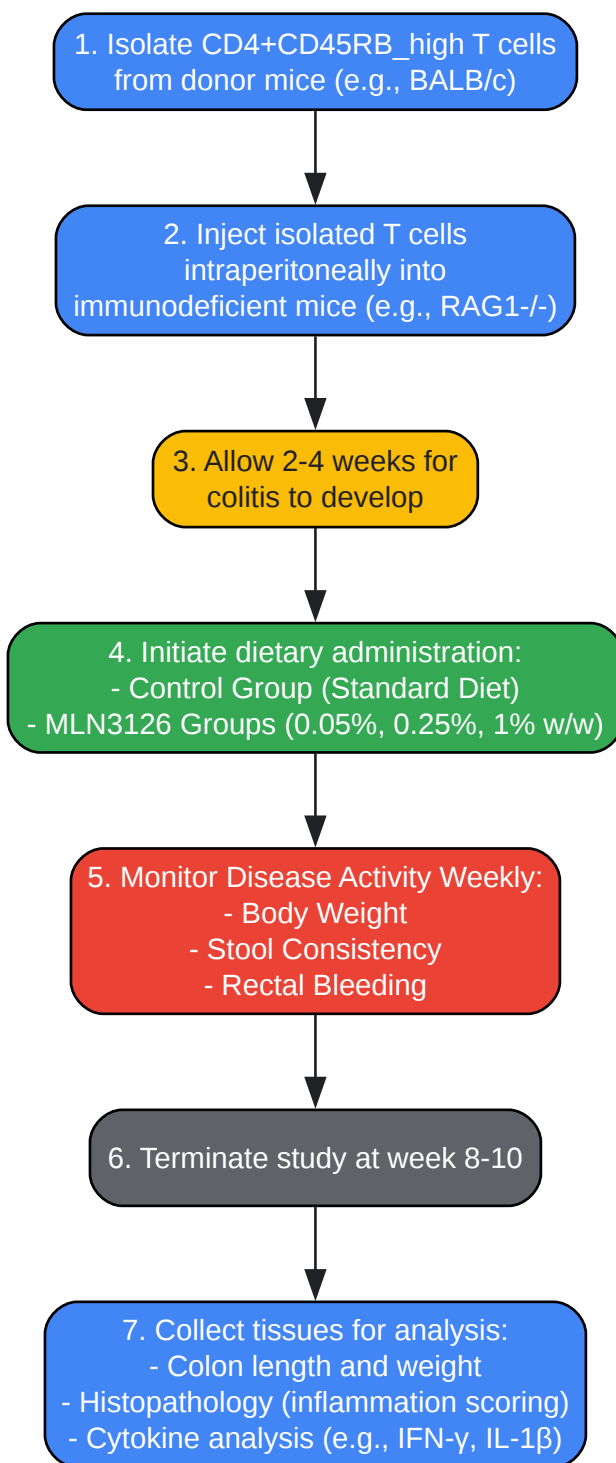 1. Isolate CD4+CD45RB_high T cells
from donor mice (e.g., BALB/c)
2. Inject isolated T cells
intraperitoneally into
immunodeficient mice (e.g., RAG1-/-)
3. Allow 2-4 weeks for
colitis to develop
4. Initiate dietary administration:
- Control Group (Standard Diet)
- MLN3126 Groups (0.05%, 0.25%, 1% w/w)
5. Monitor Disease Activity Weekly:
- Body Weight
- Stool Consistency
- Rectal Bleeding
6. Terminate study at week 8-10
7. Collect tissues for analysis:
- Colon length and weight
- Histopathology (inflammation scoring)
- Cytokine analysis (e.g., IFN-γ, IL-1β)